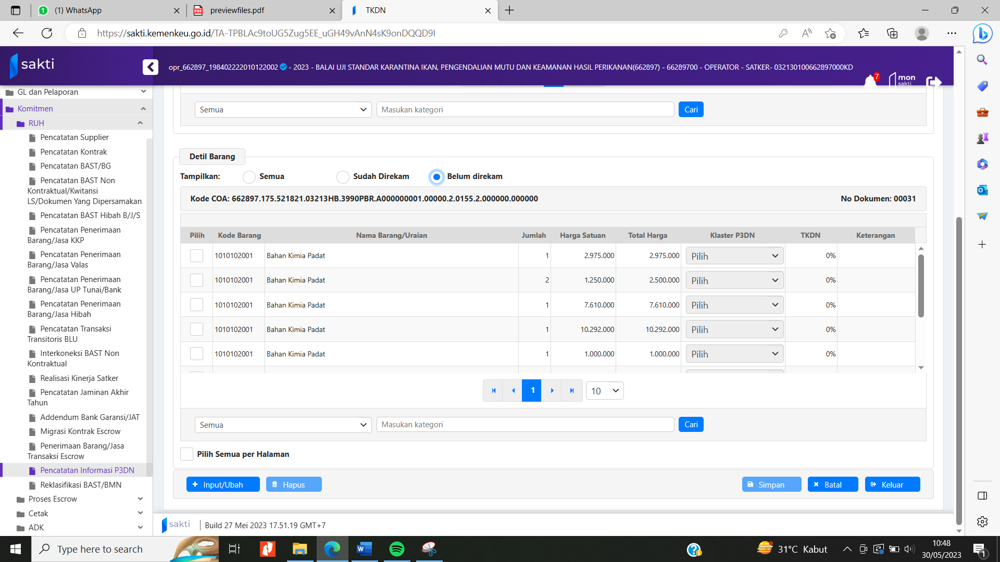 (1) WhatsApp
previewfiles.pdf
TKDN
https://sakti.kemenkeu.go.id/TA-TPBLAc9toUG5Zug5EE_uGH49vAnN4sK9onDQQD9I
sakti
opr_662897_198402222010122002 - 2023 - BALAI UJI STANDAR KARANTINA IKAN, PENGENDALIAN MUTU DAN KEAMANAN HASIL PERIKANAN(662897) - 66289700 - OPERATOR - SATKER- 032130100662897000KD
7
mon
sakti
GL dan Pelaporan
Komitmen
RUH
Pencatatan Supplier
Pencatatan Kontrak
Pencatatan BAST/BG
Pencatatan BAST Non
Kontraktual/Kwitansi
LS/Dokumen Yang Dipersamakan
Pencatatan BAST Hibah B/J/S
Pencatatan Penerimaan
Barang/Jasa KKP
Pencatatan Penerimaan
Barang/Jasa Valas
Pencatatan Penerimaan
Barang/Jasa UP Tunai/Bank
Pencatatan Penerimaan
Barang/Jasa Hibah
Pencatatan Transaksi
Transitoris BLU
Interkoneksi BAST Non
Kontraktual
Realisasi Kinerja Satker
Pencatatan Jaminan Akhir
Tahun
Addendum Bank Garansi/JAT
Migrasi Kontrak Escrow
Penerimaan Barang/Jasa
Transaksi Escrow
Pencatatan Informasi P3DN
Reklasifikasi BAST/BMN
Proses Escrow
Cetak
ADK
Semua Masukan kategori Cari
Detil Barang
Tampilkan: Semua Sudah Direkam Belum direkam
Kode COA: 662897.175.521821.03213HB.3990PBR.A000000001.00000.2.0155.2.000000.000000 No Dokumen: 00031
Pilih Kode Barang Nama Barang/Uraian Jumlah Harga Satuan Total Harga Klaster P3DN TKDN Keterangan
1010102001 Bahan Kimia Padat 1 2.975.000 2.975.000 Pilih 0%
1010102001 Bahan Kimia Padat 2 1.250.000 2.500.000 Pilih 0%
1010102001 Bahan Kimia Padat 1 7.610.000 7.610.000 Pilih 0%
1010102001 Bahan Kimia Padat 1 10.292.000 10.292.000 Pilih 0%
1010102001 Bahan Kimia Padat 1 1.000.000 1.000.000 Pilih 0%
1 10
Semua Masukan kategori Cari
Pilih Semua per Halaman
Input/Ubah Hapus Simpan Batal Keluar
sakti Build 27 Mei 2023 17.51.19 GMT+7
Type here to search
31°C Kabut
10:48
30/05/2023
1